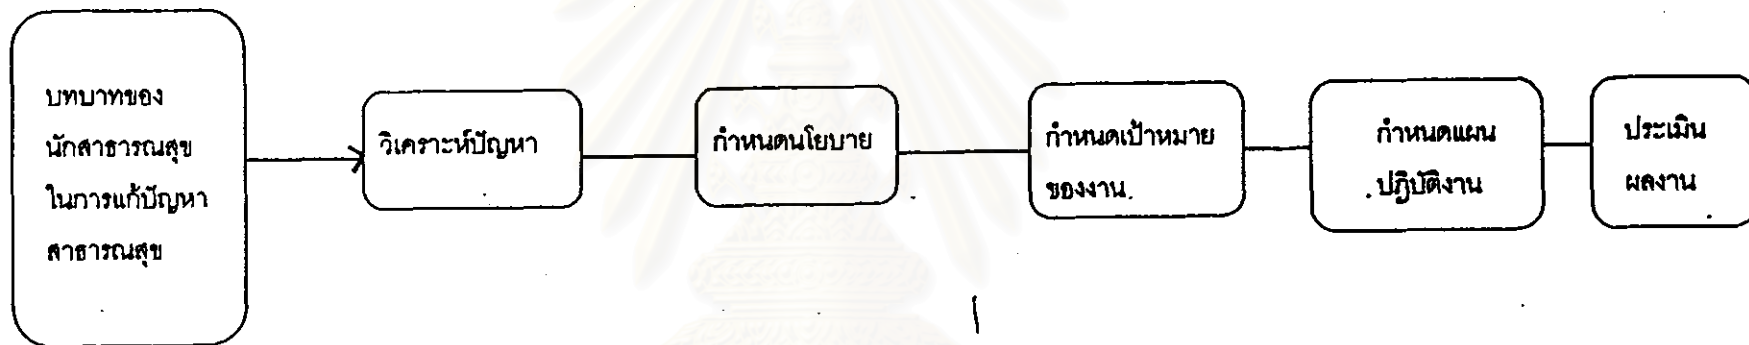 บทบาทของ
นักสาธารณสุข
ในการแก้ปัญหา
สาธารณสุข
วิเคราะห์ปัญหา
กำหนดนโยบาย
กำหนดเป้าหมาย
ของงาน
กำหนดแผน
ปฏิบัติงาน
ประเมิน
ผลงาน